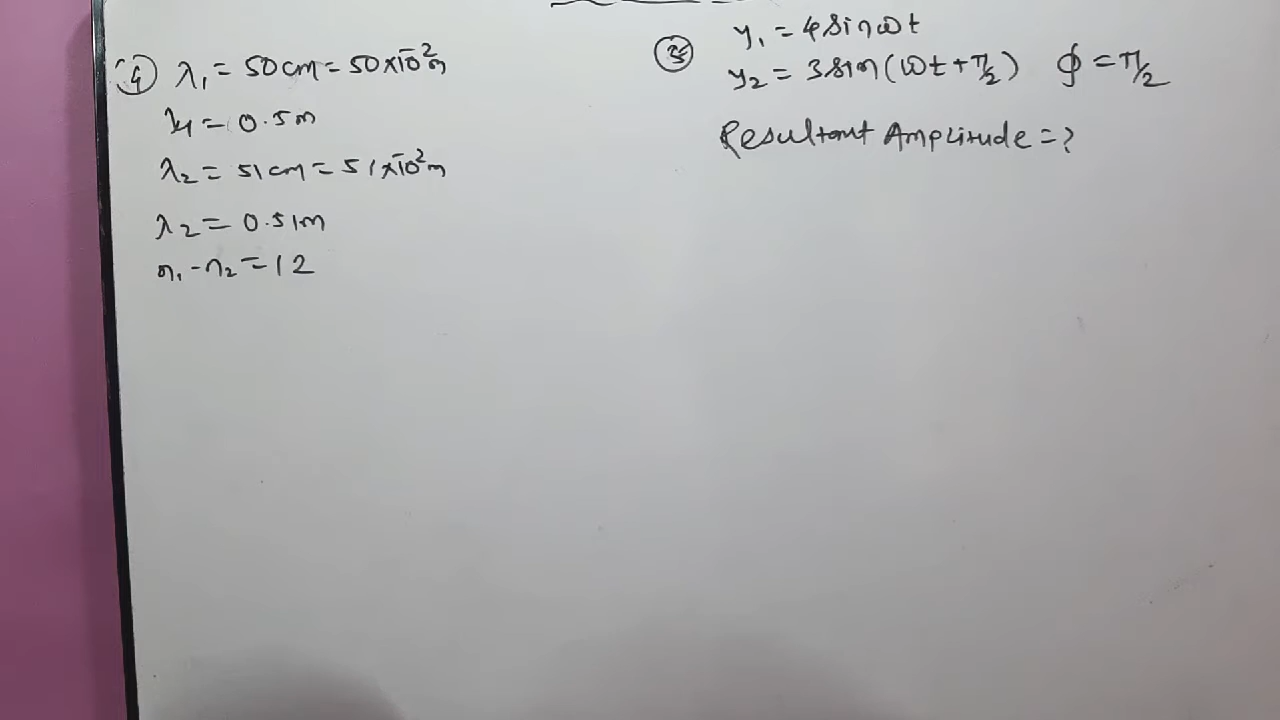 ④ λ₁ = 50cm = 50×10⁻²m
λ₁ = 0.5m
λ₂ = 51cm = 51×10⁻²m
λ₂ = 0.51m
n₁ - n₂ = 12
⑤ y₁ = 4sinωt
y₂ = 3sin(ωt + π/2) ϕ = π/2
Resultant Amplitude = ?